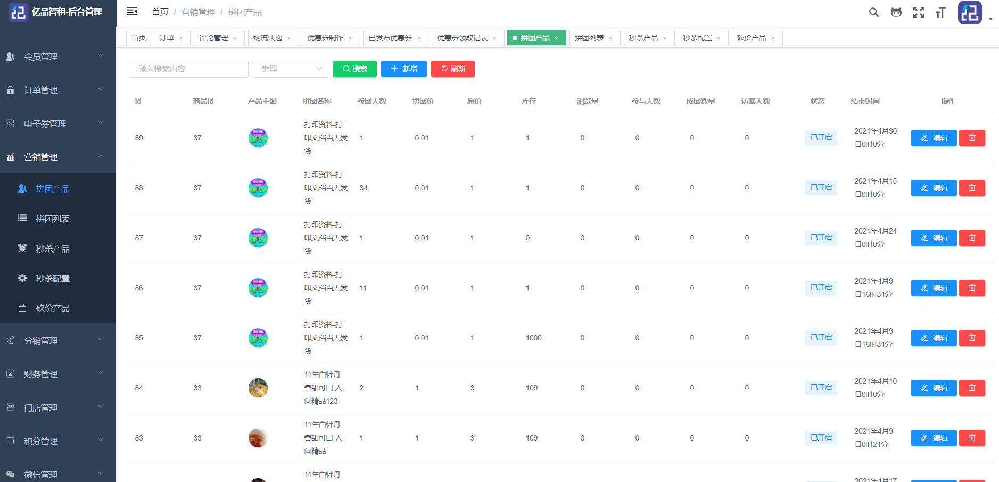 亿品智租-后台管理
首页 / 营销管理 / 拼团产品
首页 订单 × 评论管理 × 物流快递 × 优惠券制作 × 已发布优惠券 × 优惠券领取记录 × 拼团产品 × 拼团列表 × 秒杀产品 × 秒杀配置 × 砍价产品 ×
会员管理
订单管理
电子券管理
营销管理
拼团产品
拼团列表
秒杀产品
秒杀配置
砍价产品
分销管理
财务管理
门店管理
积分管理
微信管理
输入搜索内容 类型 搜索 新增 刷新
id 商品id 产品主图 拼团名称 参团人数 拼团价 原价 库存 浏览量 参与人数 成团数量 访客人数 状态 结束时间 操作
打印资料-打
89 37 印文档当天发 1 0.01 1 1 0 0 0 0 已开启 2021年4月30 编辑
货 日0时0分
打印资料-打
88 37 印文档当天发 34 0.01 1 1 0 0 0 0 已开启 2021年4月15 编辑
货 日0时0分
打印资料-打
87 37 印文档当天发 1 0.01 1 0 0 0 0 0 已开启 2021年4月24 编辑
货 日0时0分
打印资料-打
86 37 印文档当天发 11 0.01 1 1 0 0 0 0 已开启 2021年4月9 编辑
货 日16时31分
打印资料-打
85 37 印文档当天发 1 0.01 1 1000 0 0 0 0 已开启 2021年4月9 编辑
货 日16时31分
11年白牡丹
84 33 香甜可口 人 2 1 3 109 0 0 0 0 已开启 2021年4月10 编辑
间精品123 日0时0分
11年白牡丹
83 33 香甜可口 人 1 1 3 109 0 0 0 0 已开启 2021年4月9 编辑
间精品 日0时21分
11年白牡丹
2021年4月17